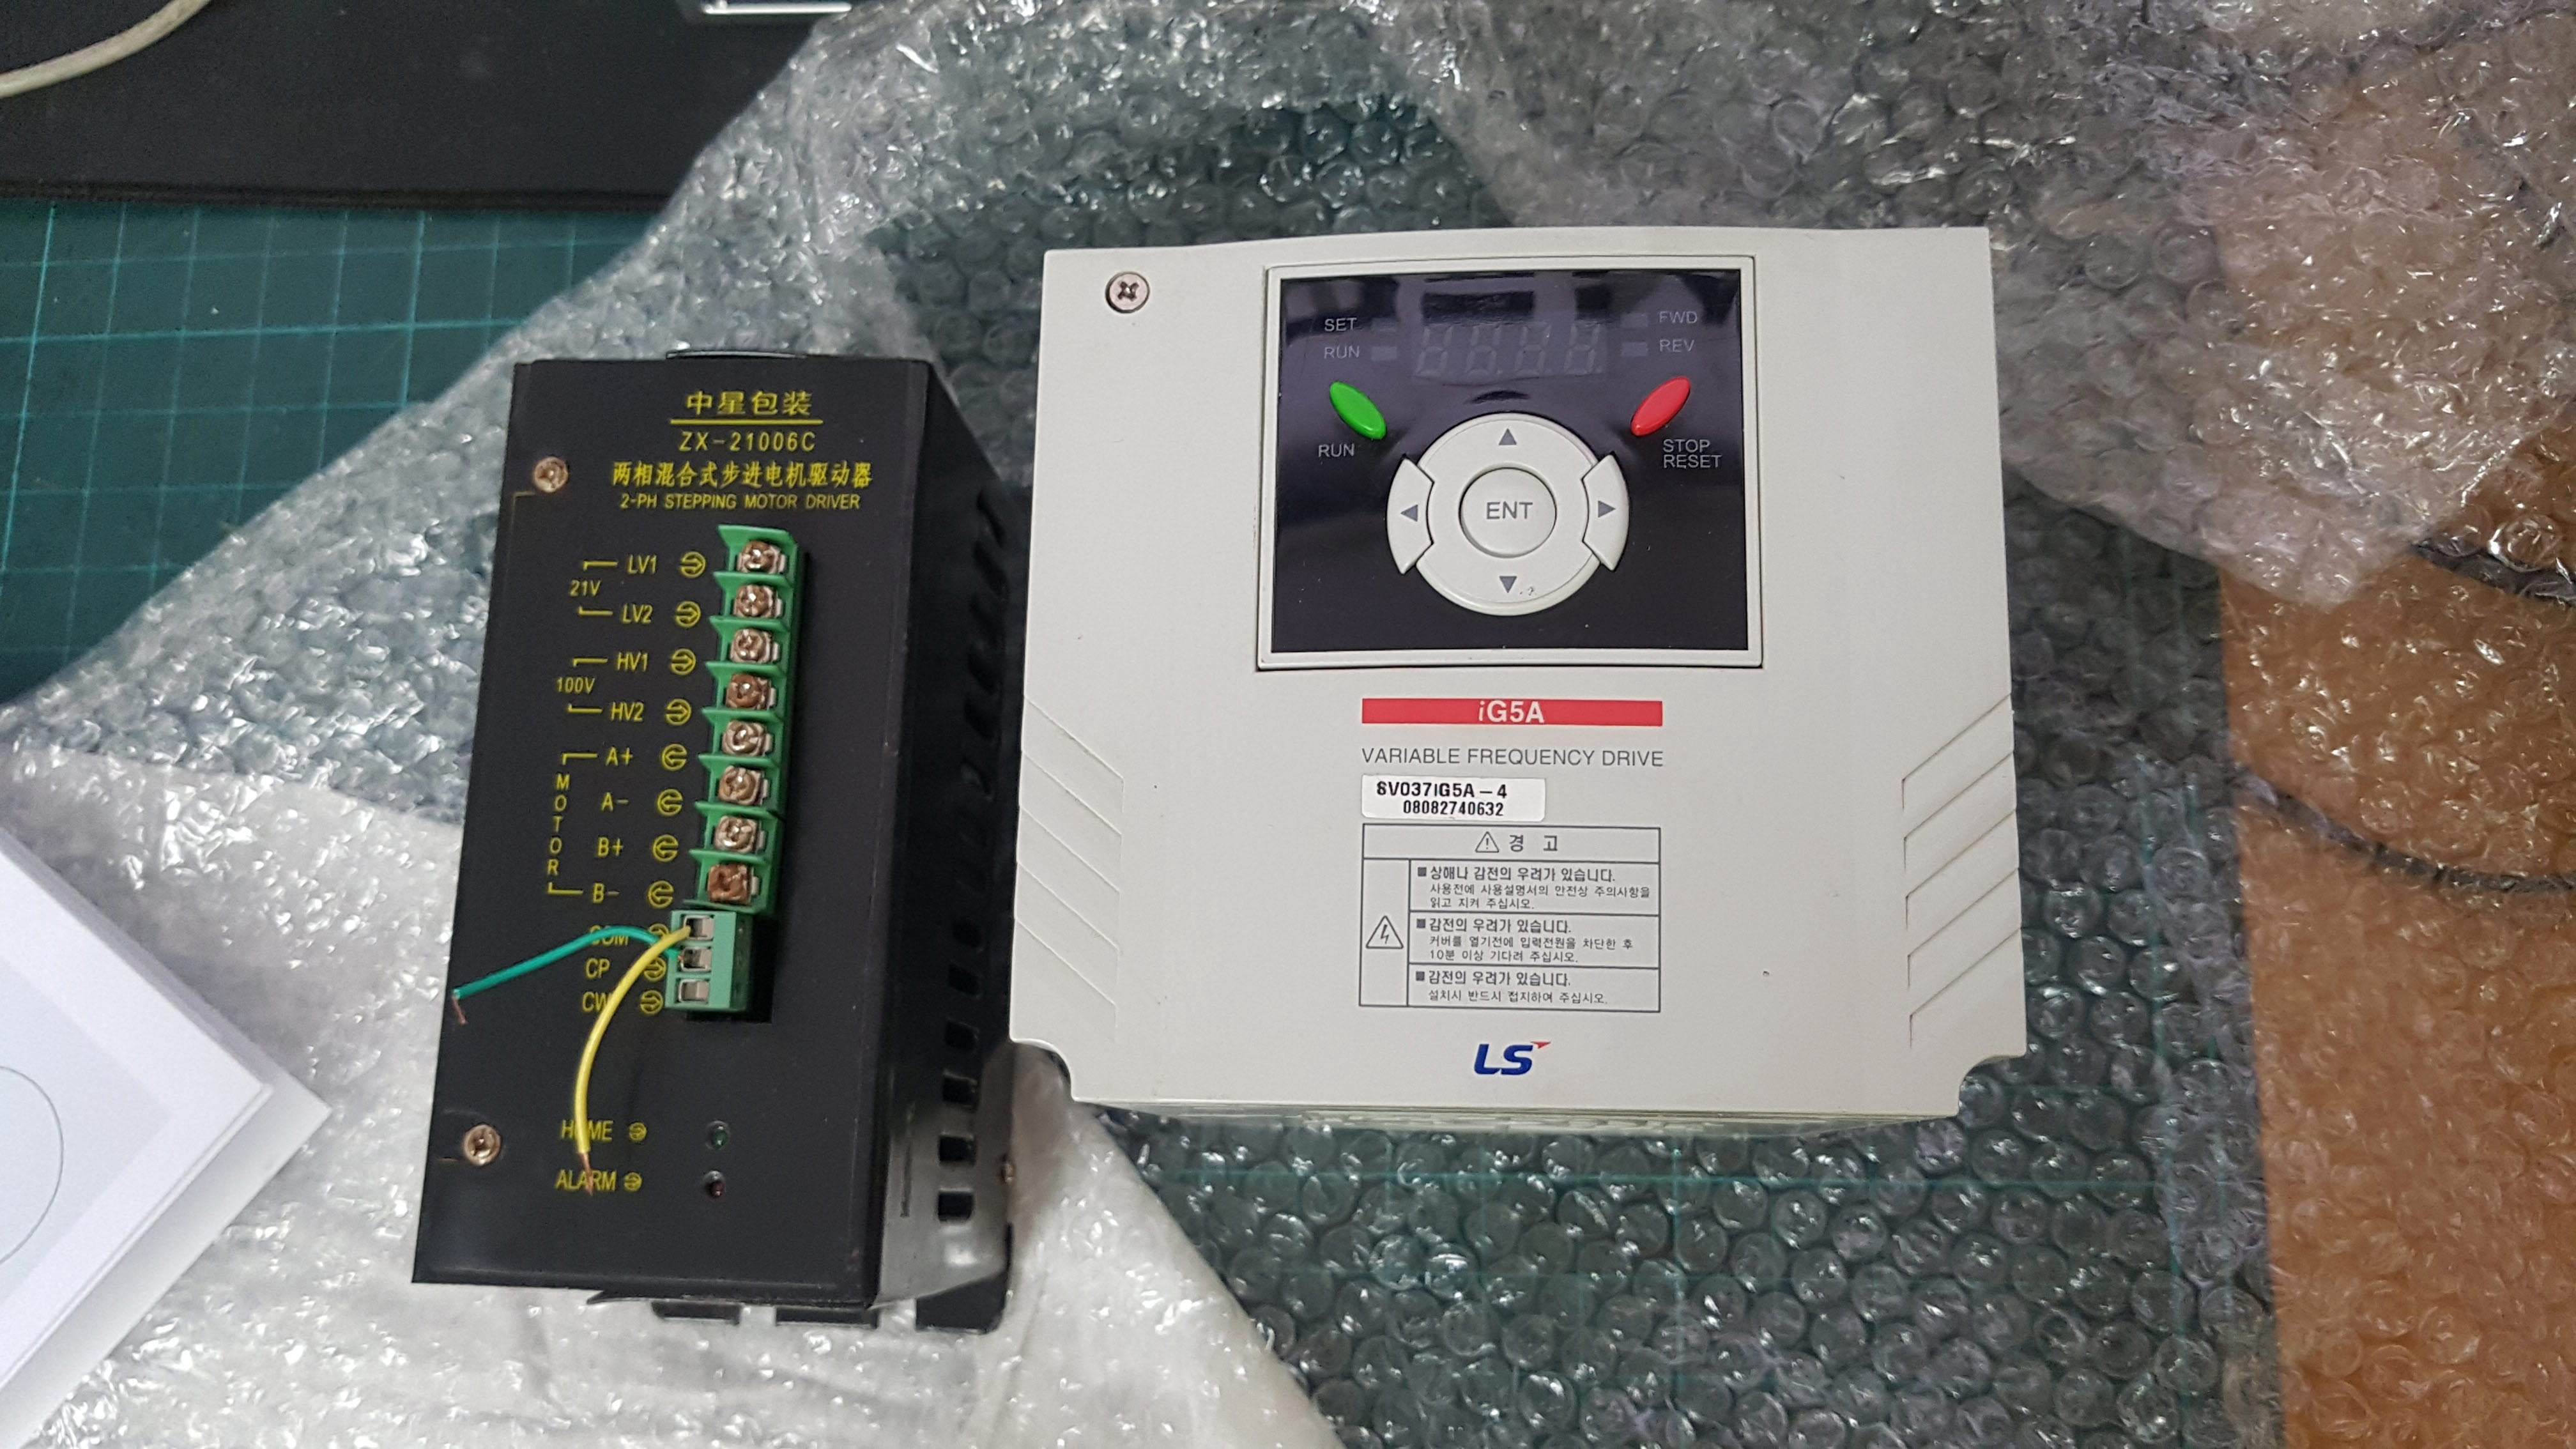 中星包装
ZX-21006C
两相混合式步进电机驱动器
2-PH STEPPING MOTOR DRIVER
LV1
21V
LV2
HV1
100V
HV2
A+
MOTOR
A-
B+
B-
COM
CP
CW
HOME
ALARM
SET
RUN
FWD
REV
RUN
STOP
RESET
ENT
iG5A
VARIABLE FREQUENCY DRIVE
SV037iG5A-4
08082740632
경 고
■ 상해나 감전의 우려가 있습니다.
사용전에 사용설명서의 안전상 주의사항을
읽고 지켜 주십시오.
■ 감전의 우려가 있습니다.
커버를 열기전에 입력전원을 차단한 후
10분 이상 기다려 주십시오.
■ 감전의 우려가 있습니다.
설치시 반드시 접지하여 주십시오.
LS